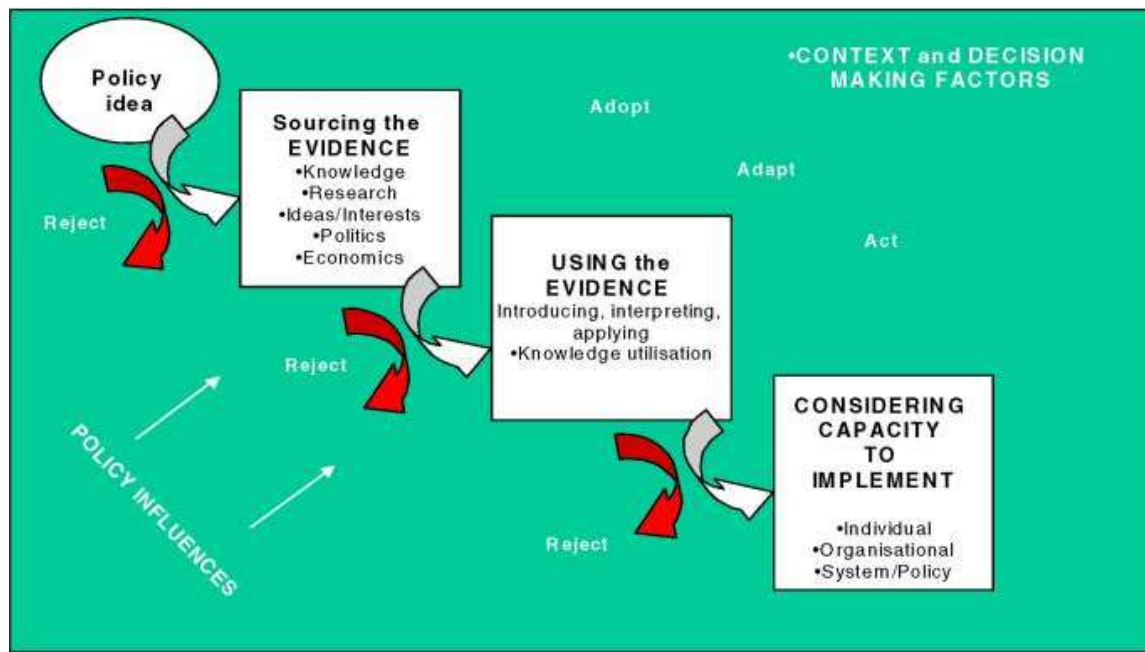 Policy
idea
•CONTEXT and DECISION
MAKING FACTORS
Sourcing the
EVIDENCE
•Knowledge
•Research
•Ideas/Interests
•Politics
•Economics
Adopt
Adapt
Act
Reject
USING the
EVIDENCE
Introducing, interpreting,
applying
•Knowledge utilisation
Reject
CONSIDERING
CAPACITY
TO
IMPLEMENT
•Individual
•Organisational
•System/Policy
Reject
POLICY INFLUENCES